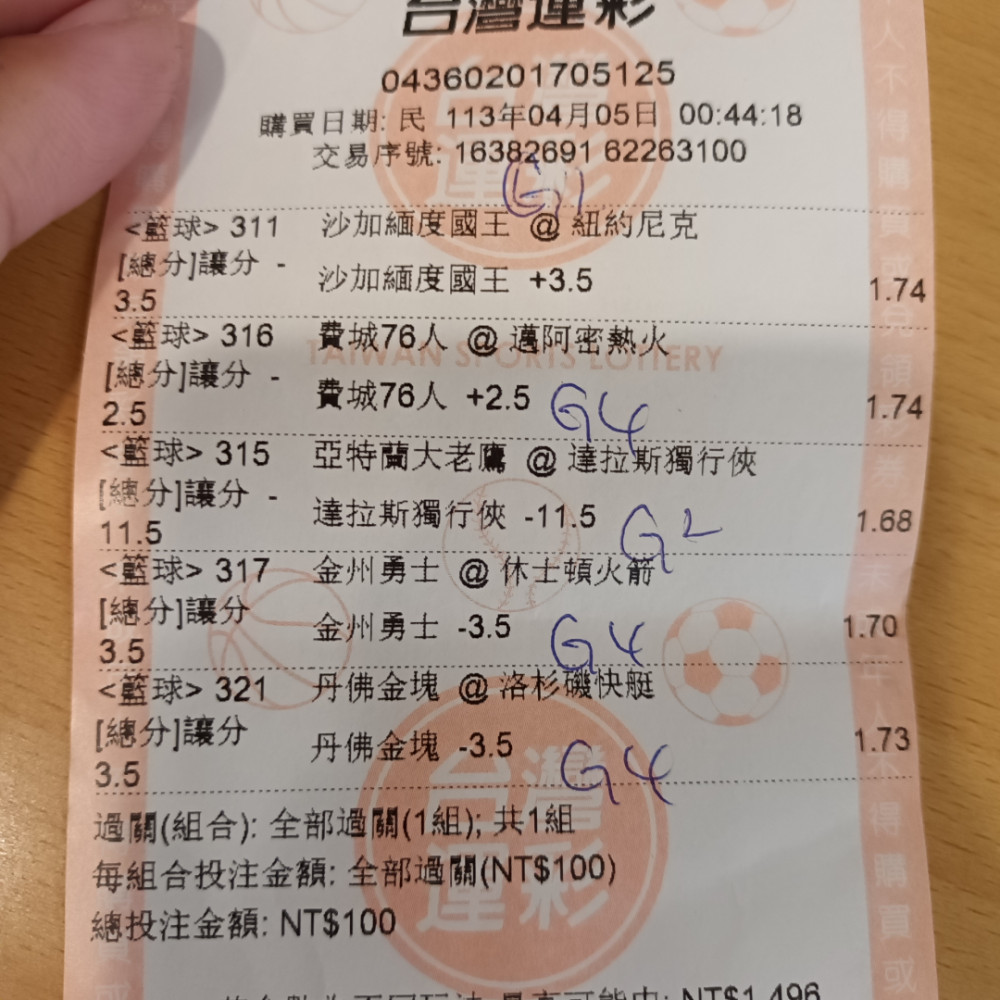 台灣運彩
04360201705125
購買日期: 民 113年04月05日 00:44:18
交易序號: 16382691 62263100
<籃球> 311 沙加緬度國王 @ 紐約尼克
[總分]讓分 - 3.5 沙加緬度國王 +3.5 1.74
<籃球> 316 費城76人 @ 邁阿密熱火
TAIWAN SPORTS LOTTERY
[總分]讓分 - 2.5 費城76人 +2.5 G4 1.74
<籃球> 315 亞特蘭大老鷹 @ 達拉斯獨行俠
[總分]讓分 - 11.5 達拉斯獨行俠 -11.5 G2 1.68
<籃球> 317 金州勇士 @ 休士頓火箭
[總分]讓分 3.5 金州勇士 -3.5 G4 1.70
<籃球> 321 丹佛金塊 @ 洛杉磯快艇
[總分]讓分 3.5 丹佛金塊 -3.5 G4 1.73
過關(組合): 全部過關(1組); 共1組
每組合投注金額: 全部過關(NT$100)
總投注金額: NT$100
NT$1,496